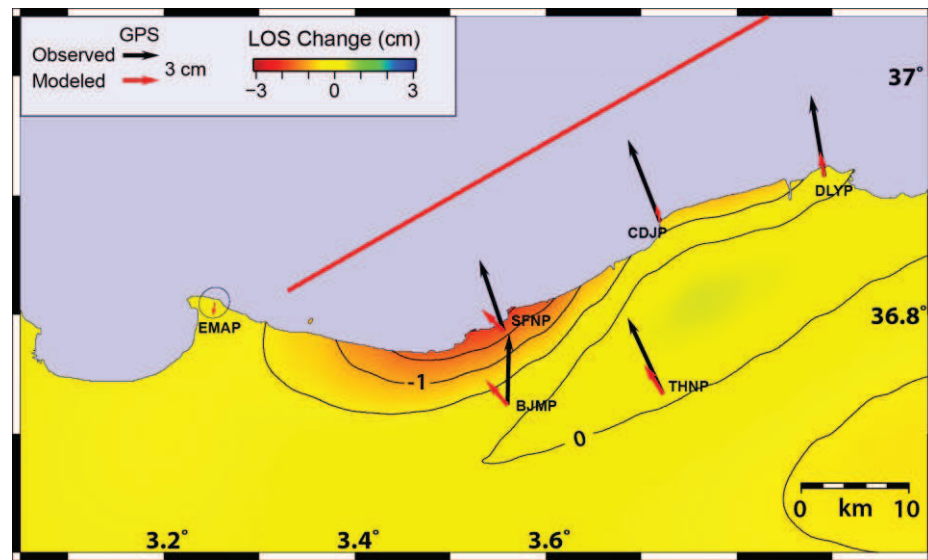 GPS
Observed
Modeled
3 cm
LOS Change (cm)
−3 0 3
37°
DLYP
CDJP
SFNP
36.8°
EMAP
-1
THNP
BJMP
0
0 km 10
3.2° 3.4° 3.6°